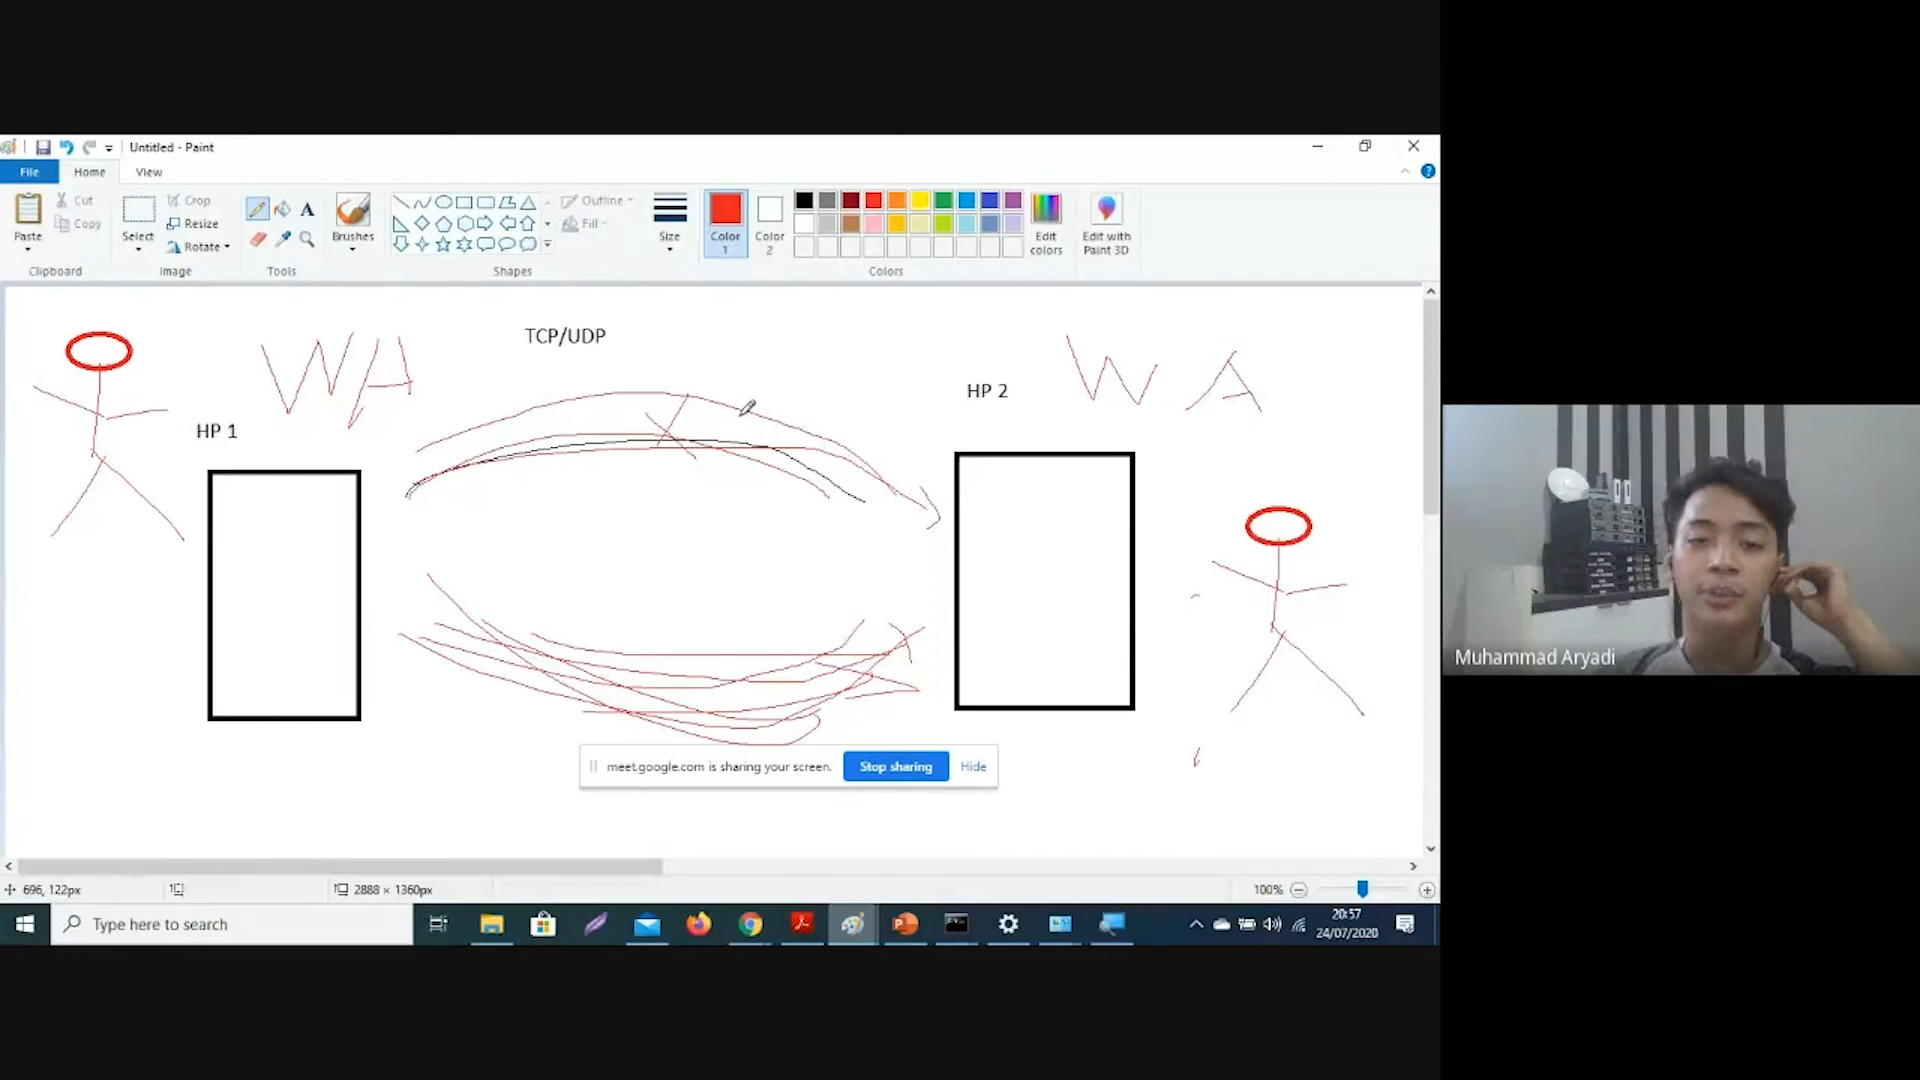 Untitled - Paint
File Home View
Paste
Cut
Copy
Clipboard
Select
Crop
Resize
Rotate
Image
A
Tools
Brushes
Shapes
Outline
Fill
Size
Color 1
Color 2
Edit colors
Edit with Paint 3D
Colors
TCP/UDP
WA
W A
HP 1
HP 2
meet.google.com is sharing your screen. Stop sharing Hide
Muhammad Aryadi
696, 122px
2888 × 1360px
100%
Type here to search
20:57
24/07/2020